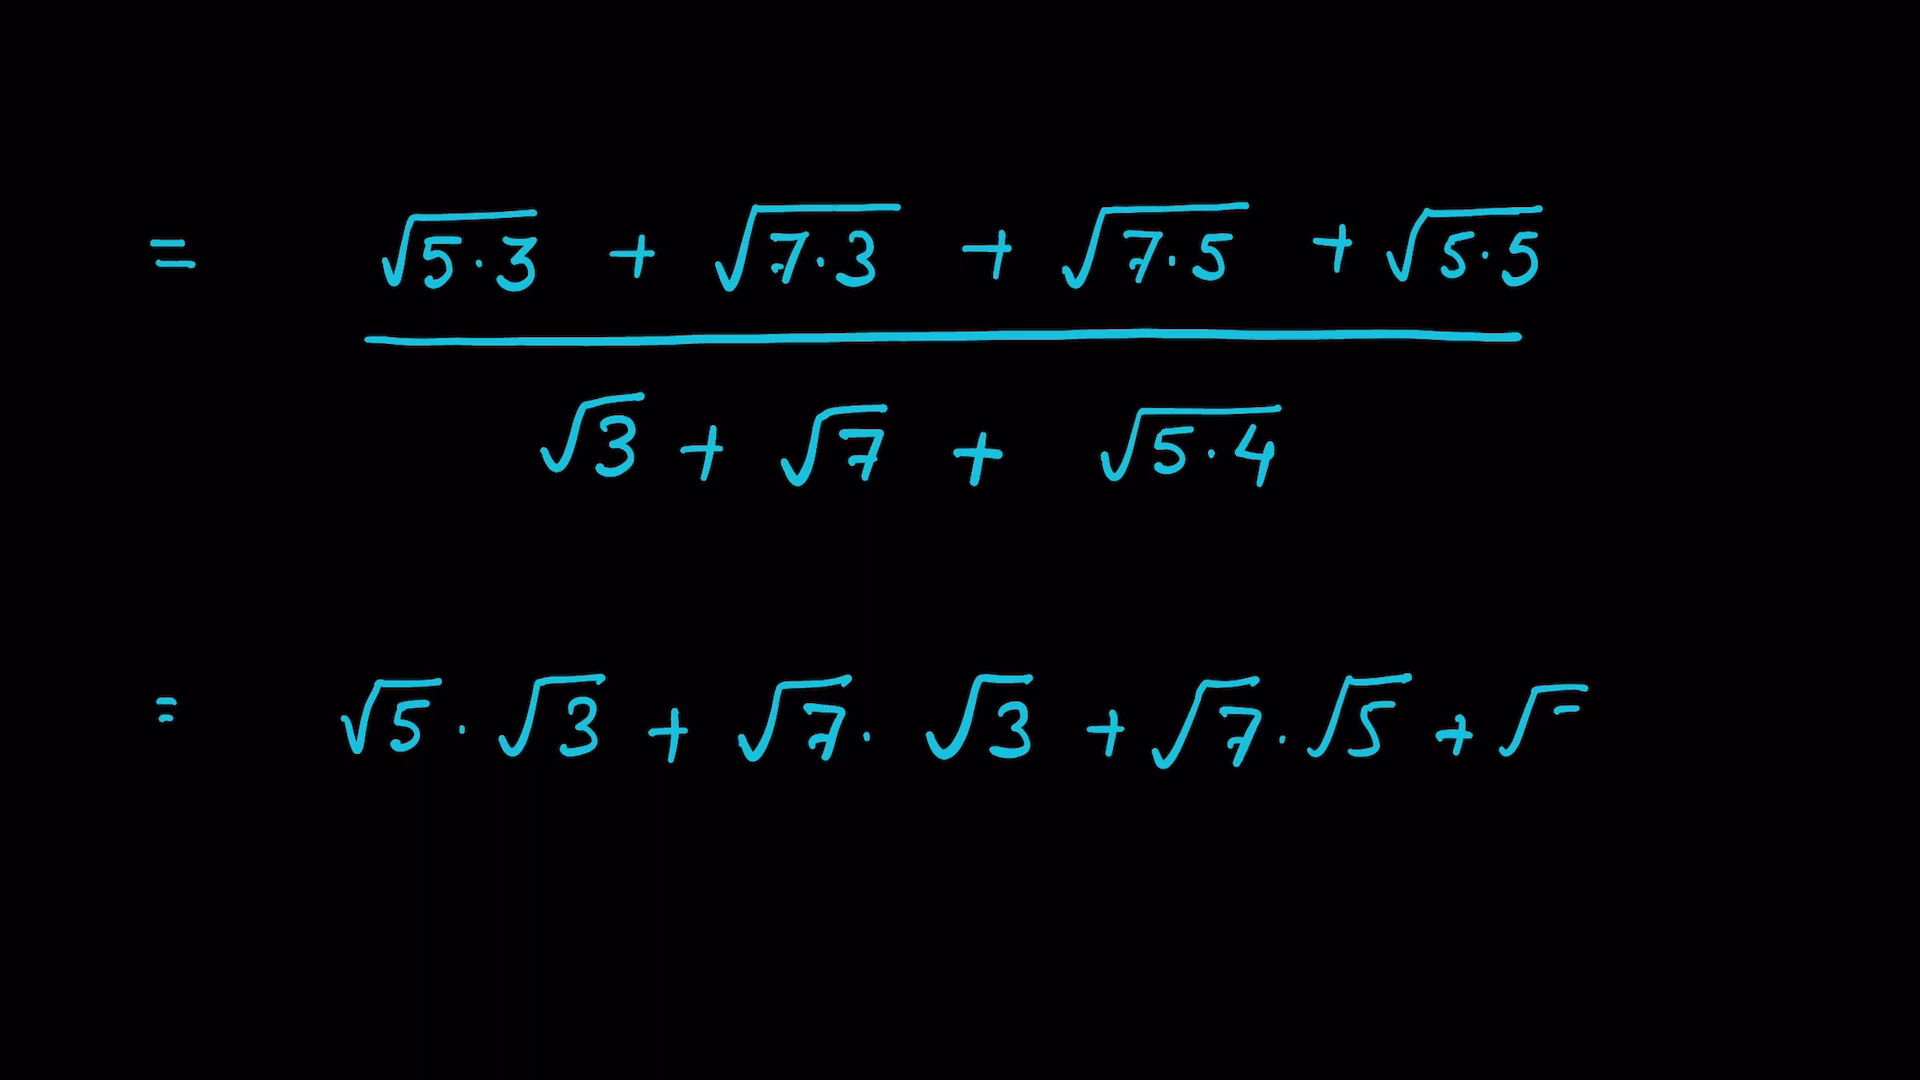 = √5·3 + √7·3 + √7·5 + √5·5
√3 + √7 + √5·4
= √5 · √3 + √7 · √3 + √7 · √5 + √